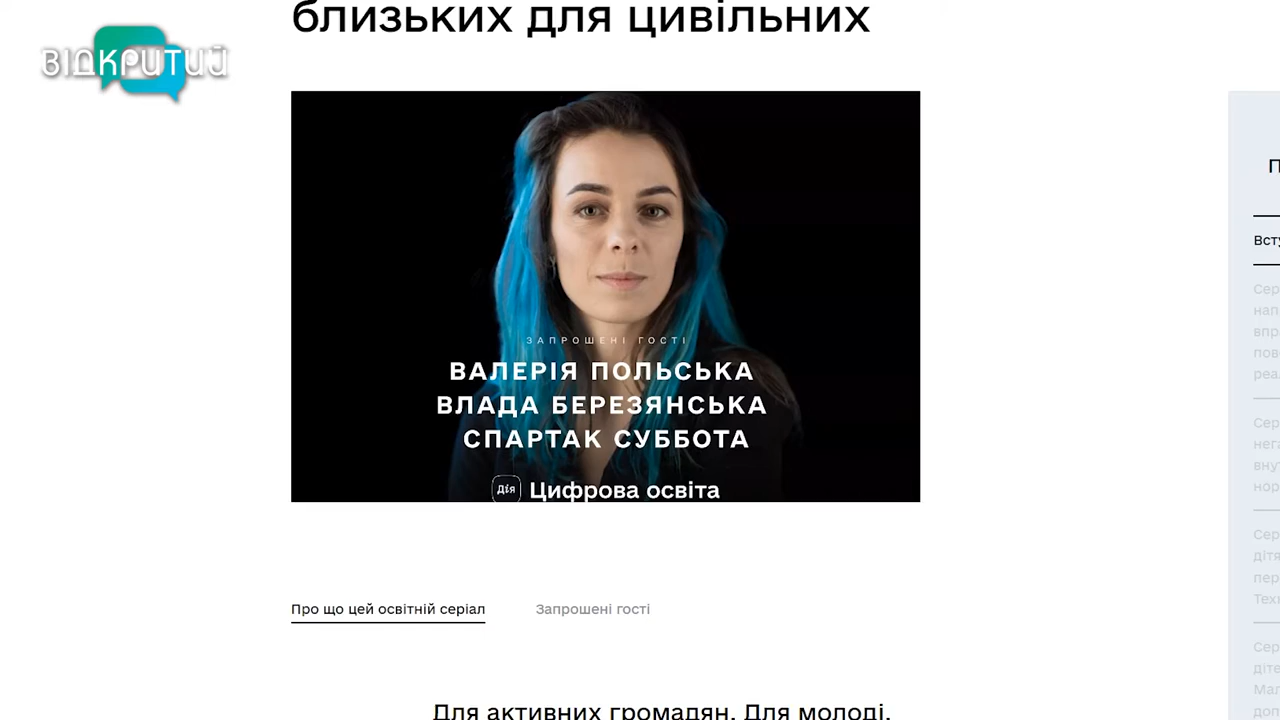 близьких для цивільних
ВІДКРИТИЙ
ЗАПРОШЕНІ ГОСТІ
ВАЛЕРІЯ ПОЛЬСЬКА
ВЛАДА БЕРЕЗЯНСЬКА
СПАРТАК СУББОТА
Дія Цифрова освіта
Про що цей освітній серіал
Запрошені гості
Для активних громадян. Для молоді.